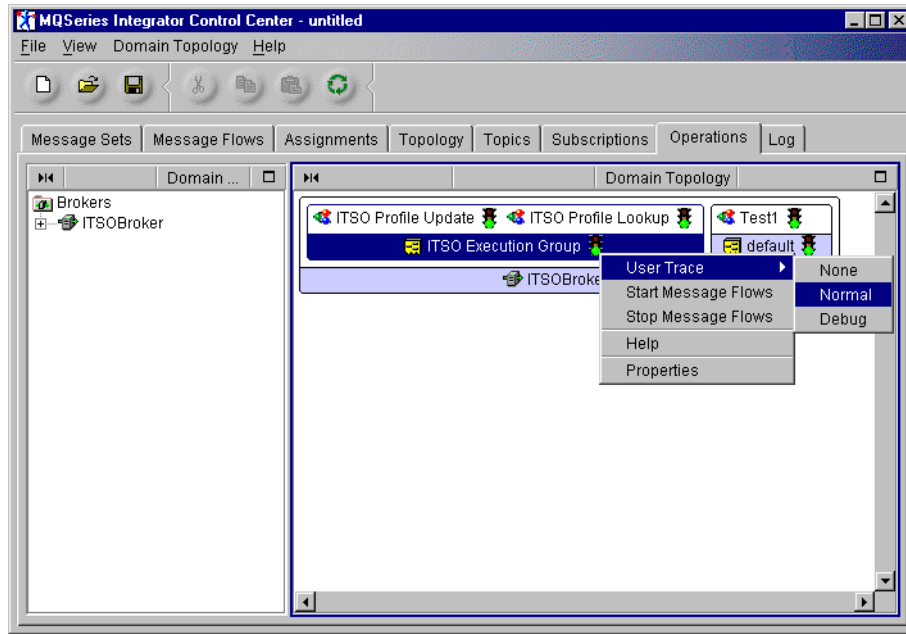 MQSeries Integrator Control Center - untitled
File View Domain Topology Help
Message Sets Message Flows Assignments Topology Topics Subscriptions Operations Log
Domain ...
Domain Topology
Brokers
ITSOBroker
ITSO Profile Update ITSO Profile Lookup Test1
ITSO Execution Group default
ITSOBroke
User Trace
Start Message Flows
Stop Message Flows
Help
Properties
None
Normal
Debug